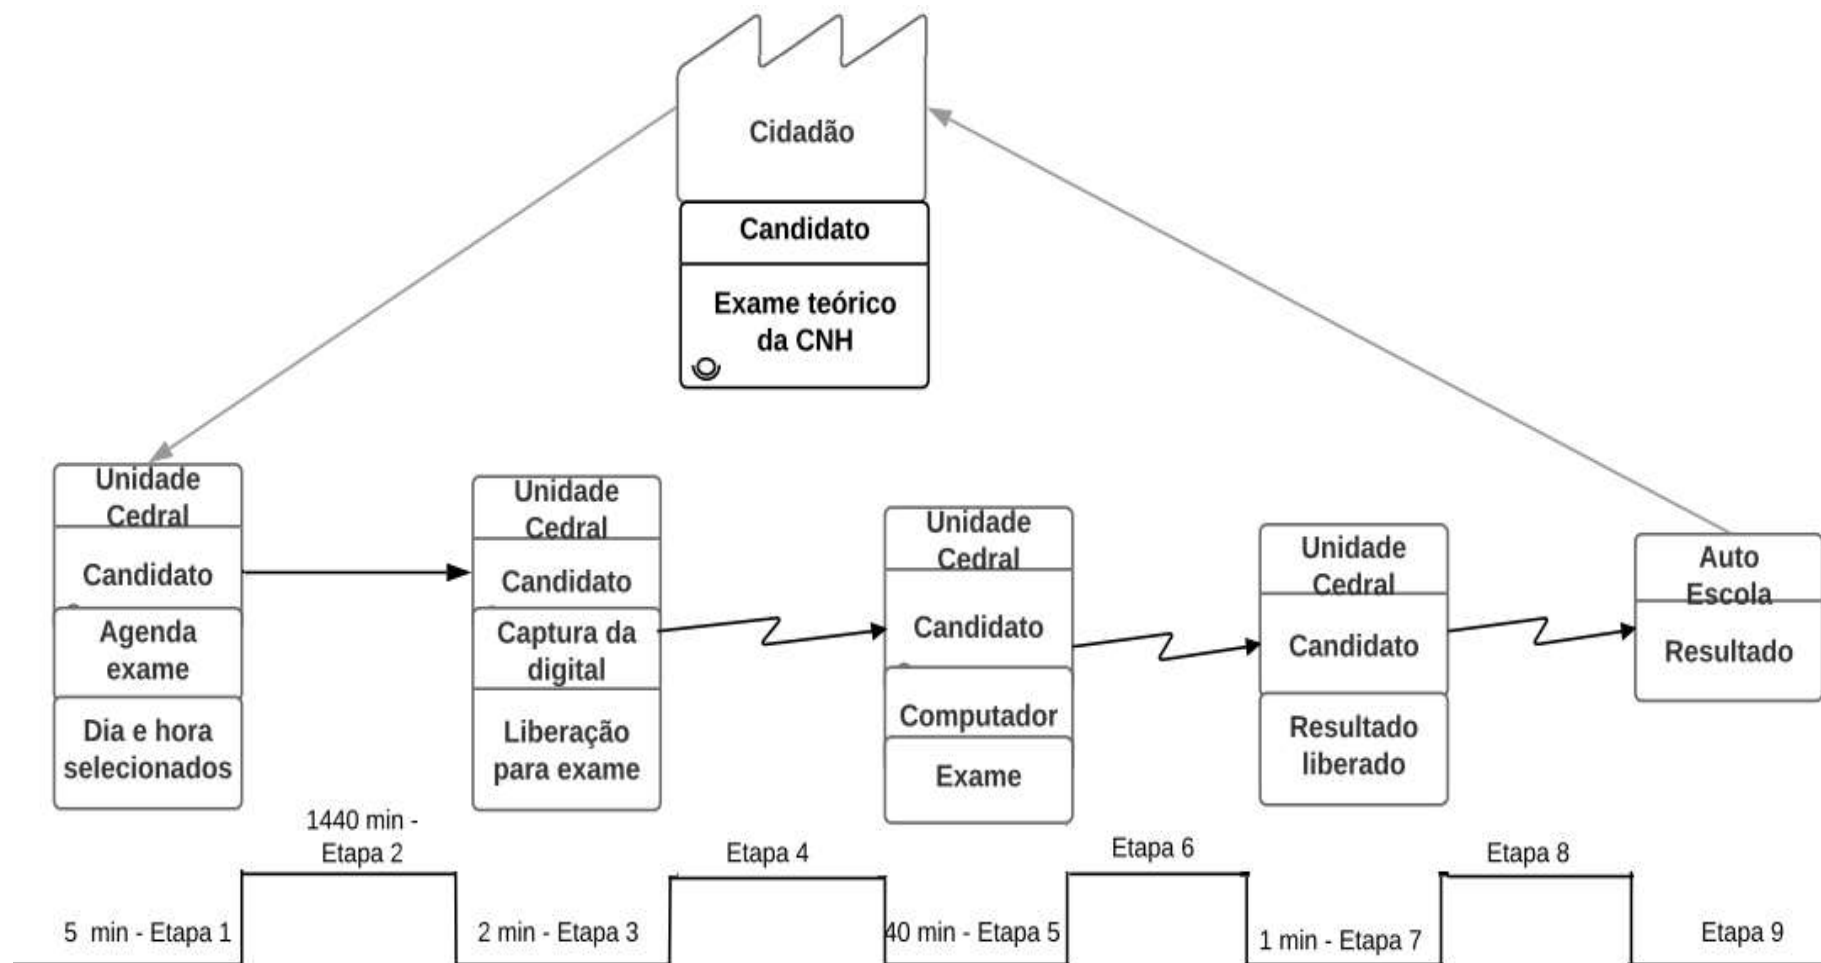 Cidadão
Candidato
Exame teórico
da CNH
Unidade
Cedral
Candidato
Agenda
exame
Dia e hora
selecionados
Unidade
Cedral
Candidato
Captura da
digital
Liberação
para exame
Unidade
Cedral
Candidato
Computador
Exame
Unidade
Cedral
Candidato
Resultado
liberado
Auto
Escola
Resultado
5 min - Etapa 1
1440 min -
Etapa 2
2 min - Etapa 3
Etapa 4
40 min - Etapa 5
Etapa 6
1 min - Etapa 7
Etapa 8
Etapa 9